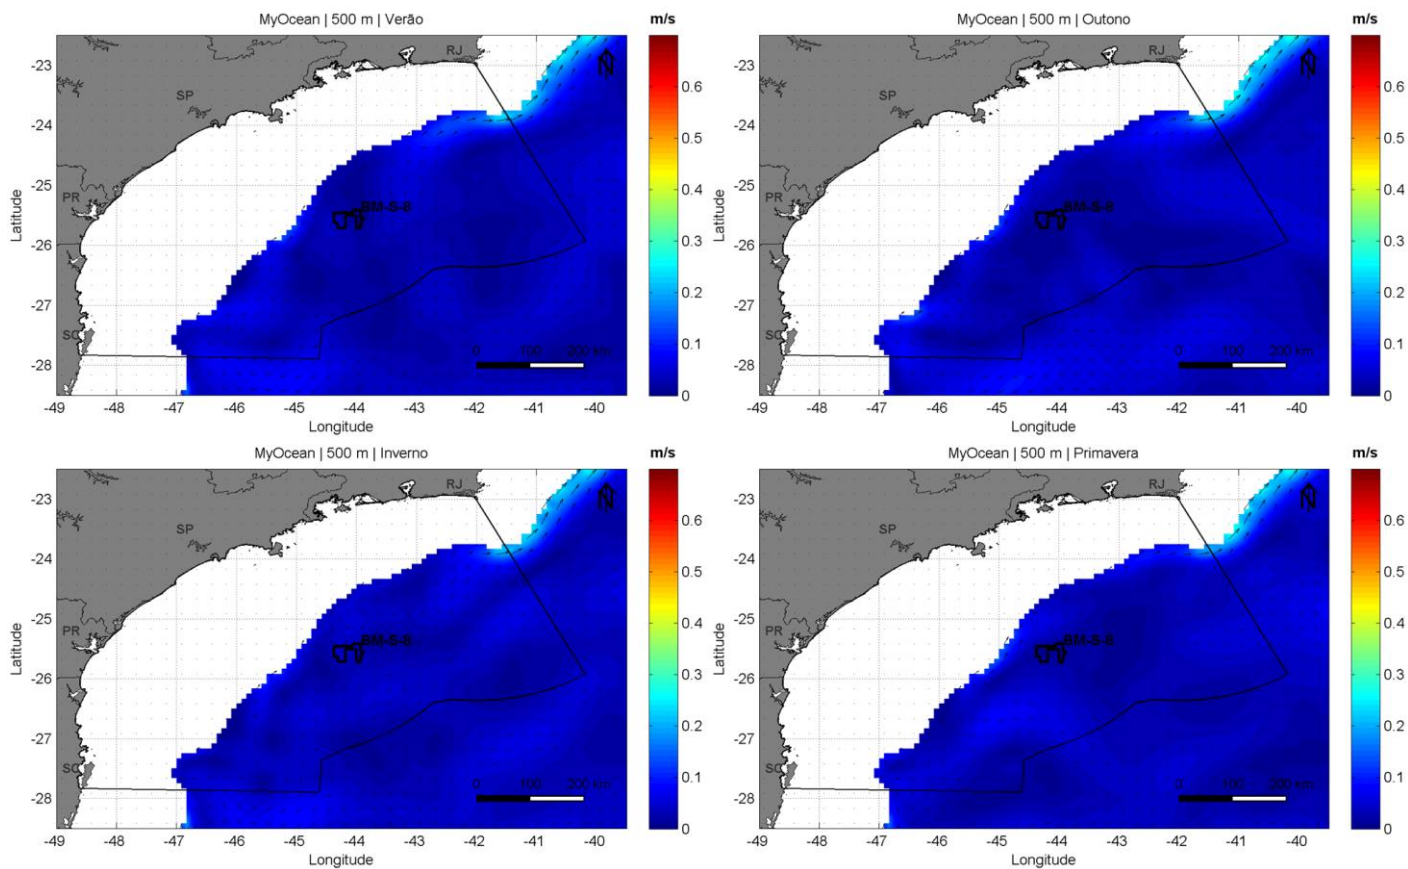 MyOcean | 500 m | Verão
m/s
-23
-24
-25
-26
-27
-28
Latitude
RJ
SP
PR
SC
BM-S-8
N
0 100 200 km
0.6
0.5
0.4
0.3
0.2
0.1
0
-49 -48 -47 -46 -45 -44 -43 -42 -41 -40
Longitude
MyOcean | 500 m | Outono
m/s
-23
-24
-25
-26
-27
-28
Latitude
RJ
SP
PR
SC
BM-S-8
N
0 100 200 km
0.6
0.5
0.4
0.3
0.2
0.1
0
-49 -48 -47 -46 -45 -44 -43 -42 -41 -40
Longitude
MyOcean | 500 m | Inverno
m/s
-23
-24
-25
-26
-27
-28
Latitude
RJ
SP
PR
SC
BM-S-8
N
0 100 200 km
0.6
0.5
0.4
0.3
0.2
0.1
0
-49 -48 -47 -46 -45 -44 -43 -42 -41 -40
Longitude
MyOcean | 500 m | Primavera
m/s
-23
-24
-25
-26
-27
-28
Latitude
RJ
SP
PR
SC
BM-S-8
N
0 100 200 km
0.6
0.5
0.4
0.3
0.2
0.1
0
-49 -48 -47 -46 -45 -44 -43 -42 -41 -40
Longitude